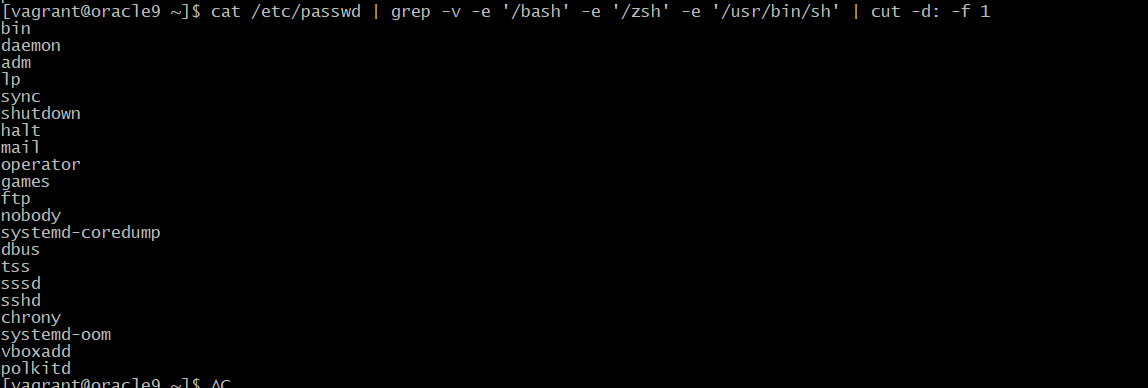 [vagrant@oracle9 ~]$ cat /etc/passwd | grep -v -e '/bash' -e '/zsh' -e '/usr/bin/sh' | cut -d: -f 1
bin
daemon
adm
lp
sync
shutdown
halt
mail
operator
games
ftp
nobody
systemd-coredump
dbus
tss
sssd
sshd
chrony
systemd-oom
vboxadd
polkitd
[vagrant@oracle9 ~]$ ^C